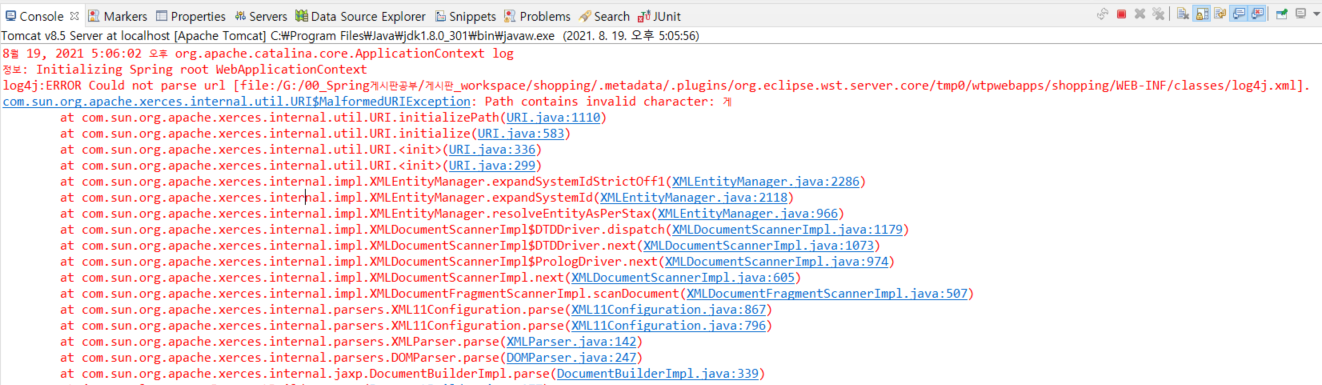 Console Markers Properties Servers Data Source Explorer Snippets Problems Search JUnit
Tomcat v8.5 Server at localhost [Apache Tomcat] C:₩Program Files₩Java₩jdk1.8.0_301₩bin₩javaw.exe (2021. 8. 19. 오후 5:05:56)
8월 19, 2021 5:06:02 오후 org.apache.catalina.core.ApplicationContext log
정보: Initializing Spring root WebApplicationContext
log4j:ERROR Could not parse url [file:/G:/00_Spring게시판공부/게시판_workspace/shopping/.metadata/.plugins/org.eclipse.wst.server.core/tmp0/wtpwebapps/shopping/WEB-INF/classes/log4j.xml].
com.sun.org.apache.xerces.internal.util.URI$MalformedURIException: Path contains invalid character: 게
at com.sun.org.apache.xerces.internal.util.URI.initializePath(URI.java:1110)
at com.sun.org.apache.xerces.internal.util.URI.initialize(URI.java:583)
at com.sun.org.apache.xerces.internal.util.URI.<init>(URI.java:336)
at com.sun.org.apache.xerces.internal.util.URI.<init>(URI.java:299)
at com.sun.org.apache.xerces.internal.impl.XMLEntityManager.expandSystemIdStrictOff1(XMLEntityManager.java:2286)
at com.sun.org.apache.xerces.internal.impl.XMLEntityManager.expandSystemId(XMLEntityManager.java:2118)
at com.sun.org.apache.xerces.internal.impl.XMLEntityManager.resolveEntityAsPerStax(XMLEntityManager.java:966)
at com.sun.org.apache.xerces.internal.impl.XMLDocumentScannerImpl$DTDDriver.dispatch(XMLDocumentScannerImpl.java:1179)
at com.sun.org.apache.xerces.internal.impl.XMLDocumentScannerImpl$DTDDriver.next(XMLDocumentScannerImpl.java:1073)
at com.sun.org.apache.xerces.internal.impl.XMLDocumentScannerImpl$PrologDriver.next(XMLDocumentScannerImpl.java:974)
at com.sun.org.apache.xerces.internal.impl.XMLDocumentScannerImpl.next(XMLDocumentScannerImpl.java:605)
at com.sun.org.apache.xerces.internal.impl.XMLDocumentFragmentScannerImpl.scanDocument(XMLDocumentFragmentScannerImpl.java:507)
at com.sun.org.apache.xerces.internal.parsers.XML11Configuration.parse(XML11Configuration.java:867)
at com.sun.org.apache.xerces.internal.parsers.XML11Configuration.parse(XML11Configuration.java:796)
at com.sun.org.apache.xerces.internal.parsers.XMLParser.parse(XMLParser.java:142)
at com.sun.org.apache.xerces.internal.parsers.DOMParser.parse(DOMParser.java:247)
at com.sun.org.apache.xerces.internal.jaxp.DocumentBuilderImpl.parse(DocumentBuilderImpl.java:339)